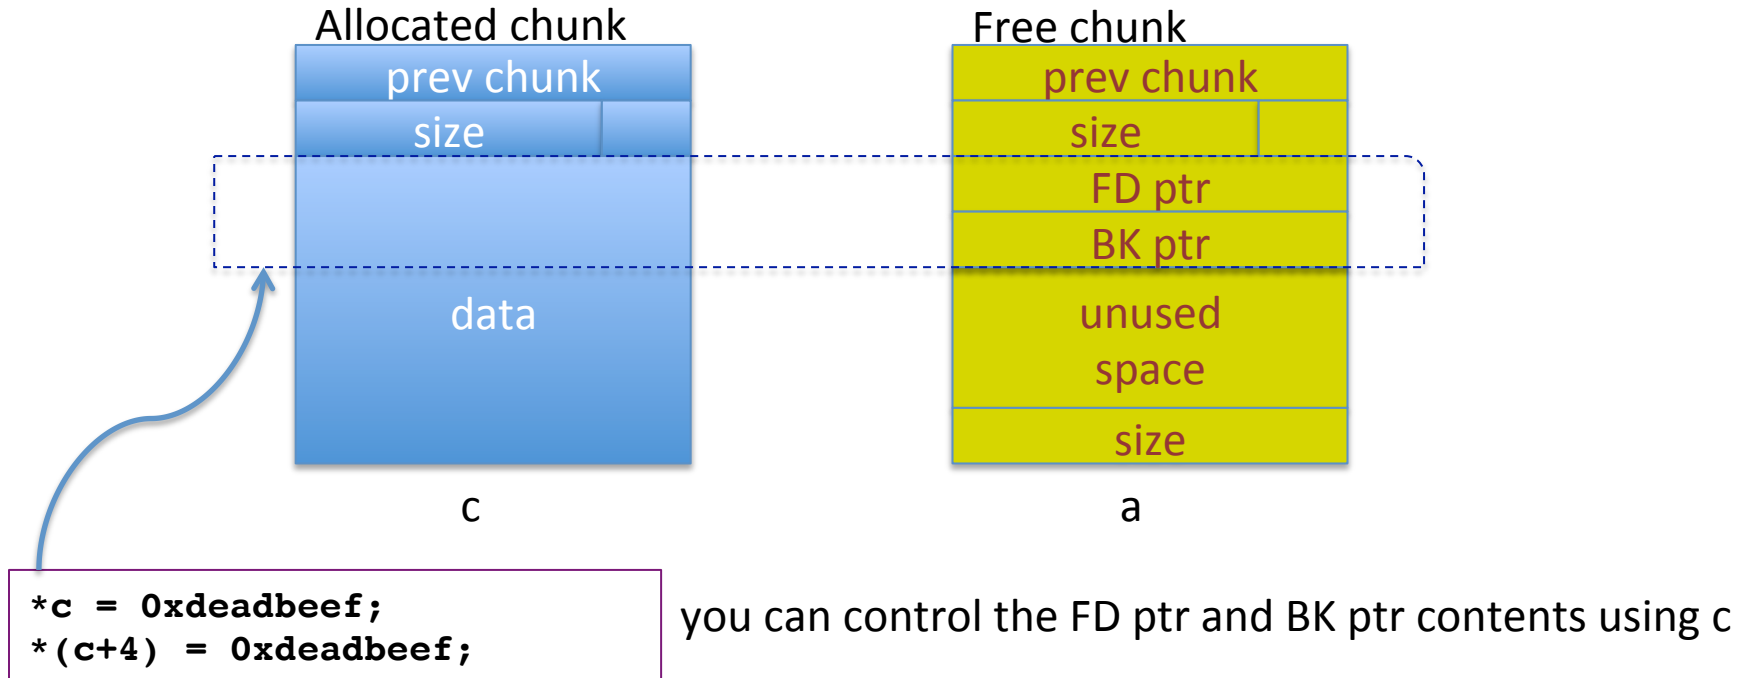 Allocated chunk
prev chunk
size
data
c
Free chunk
prev chunk
size
FD ptr
BK ptr
unused
space
size
a
*c = 0xdeadbeef;
*(c+4) = 0xdeadbeef;
you can control the FD ptr and BK ptr contents using c